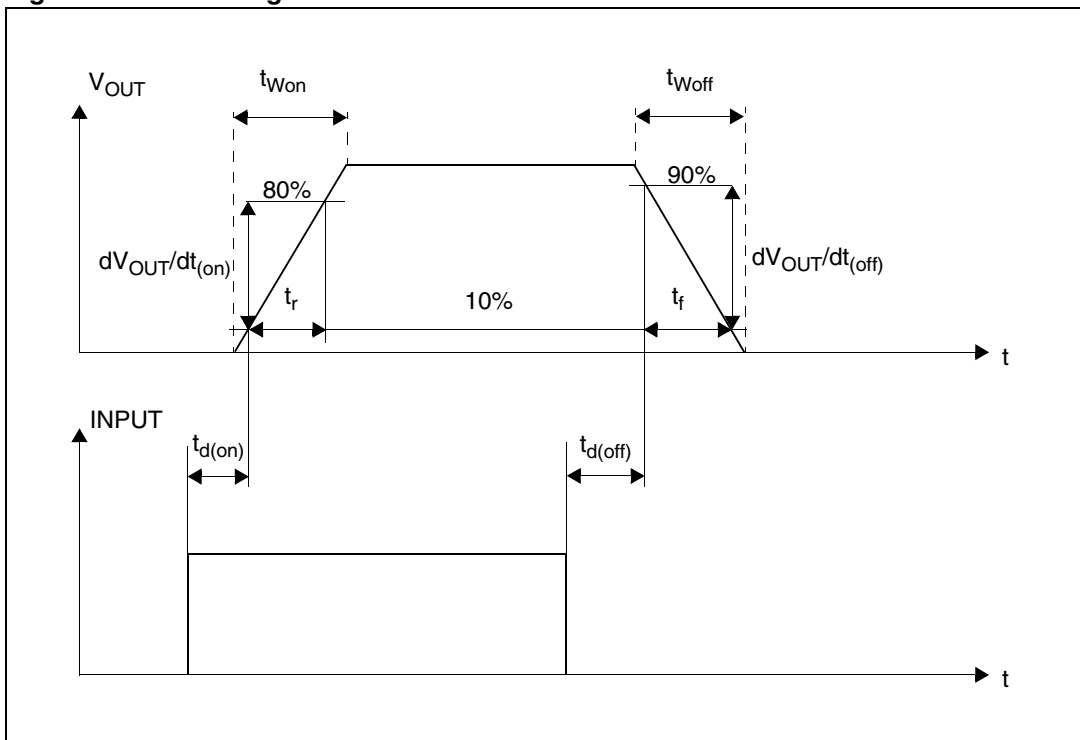 V_OUT
t_Won
t_Woff
80%
90%
dV_OUT/dt_(on)
dV_OUT/dt_(off)
t_r
10%
t_f
t
INPUT
t_d(on)
t_d(off)
t